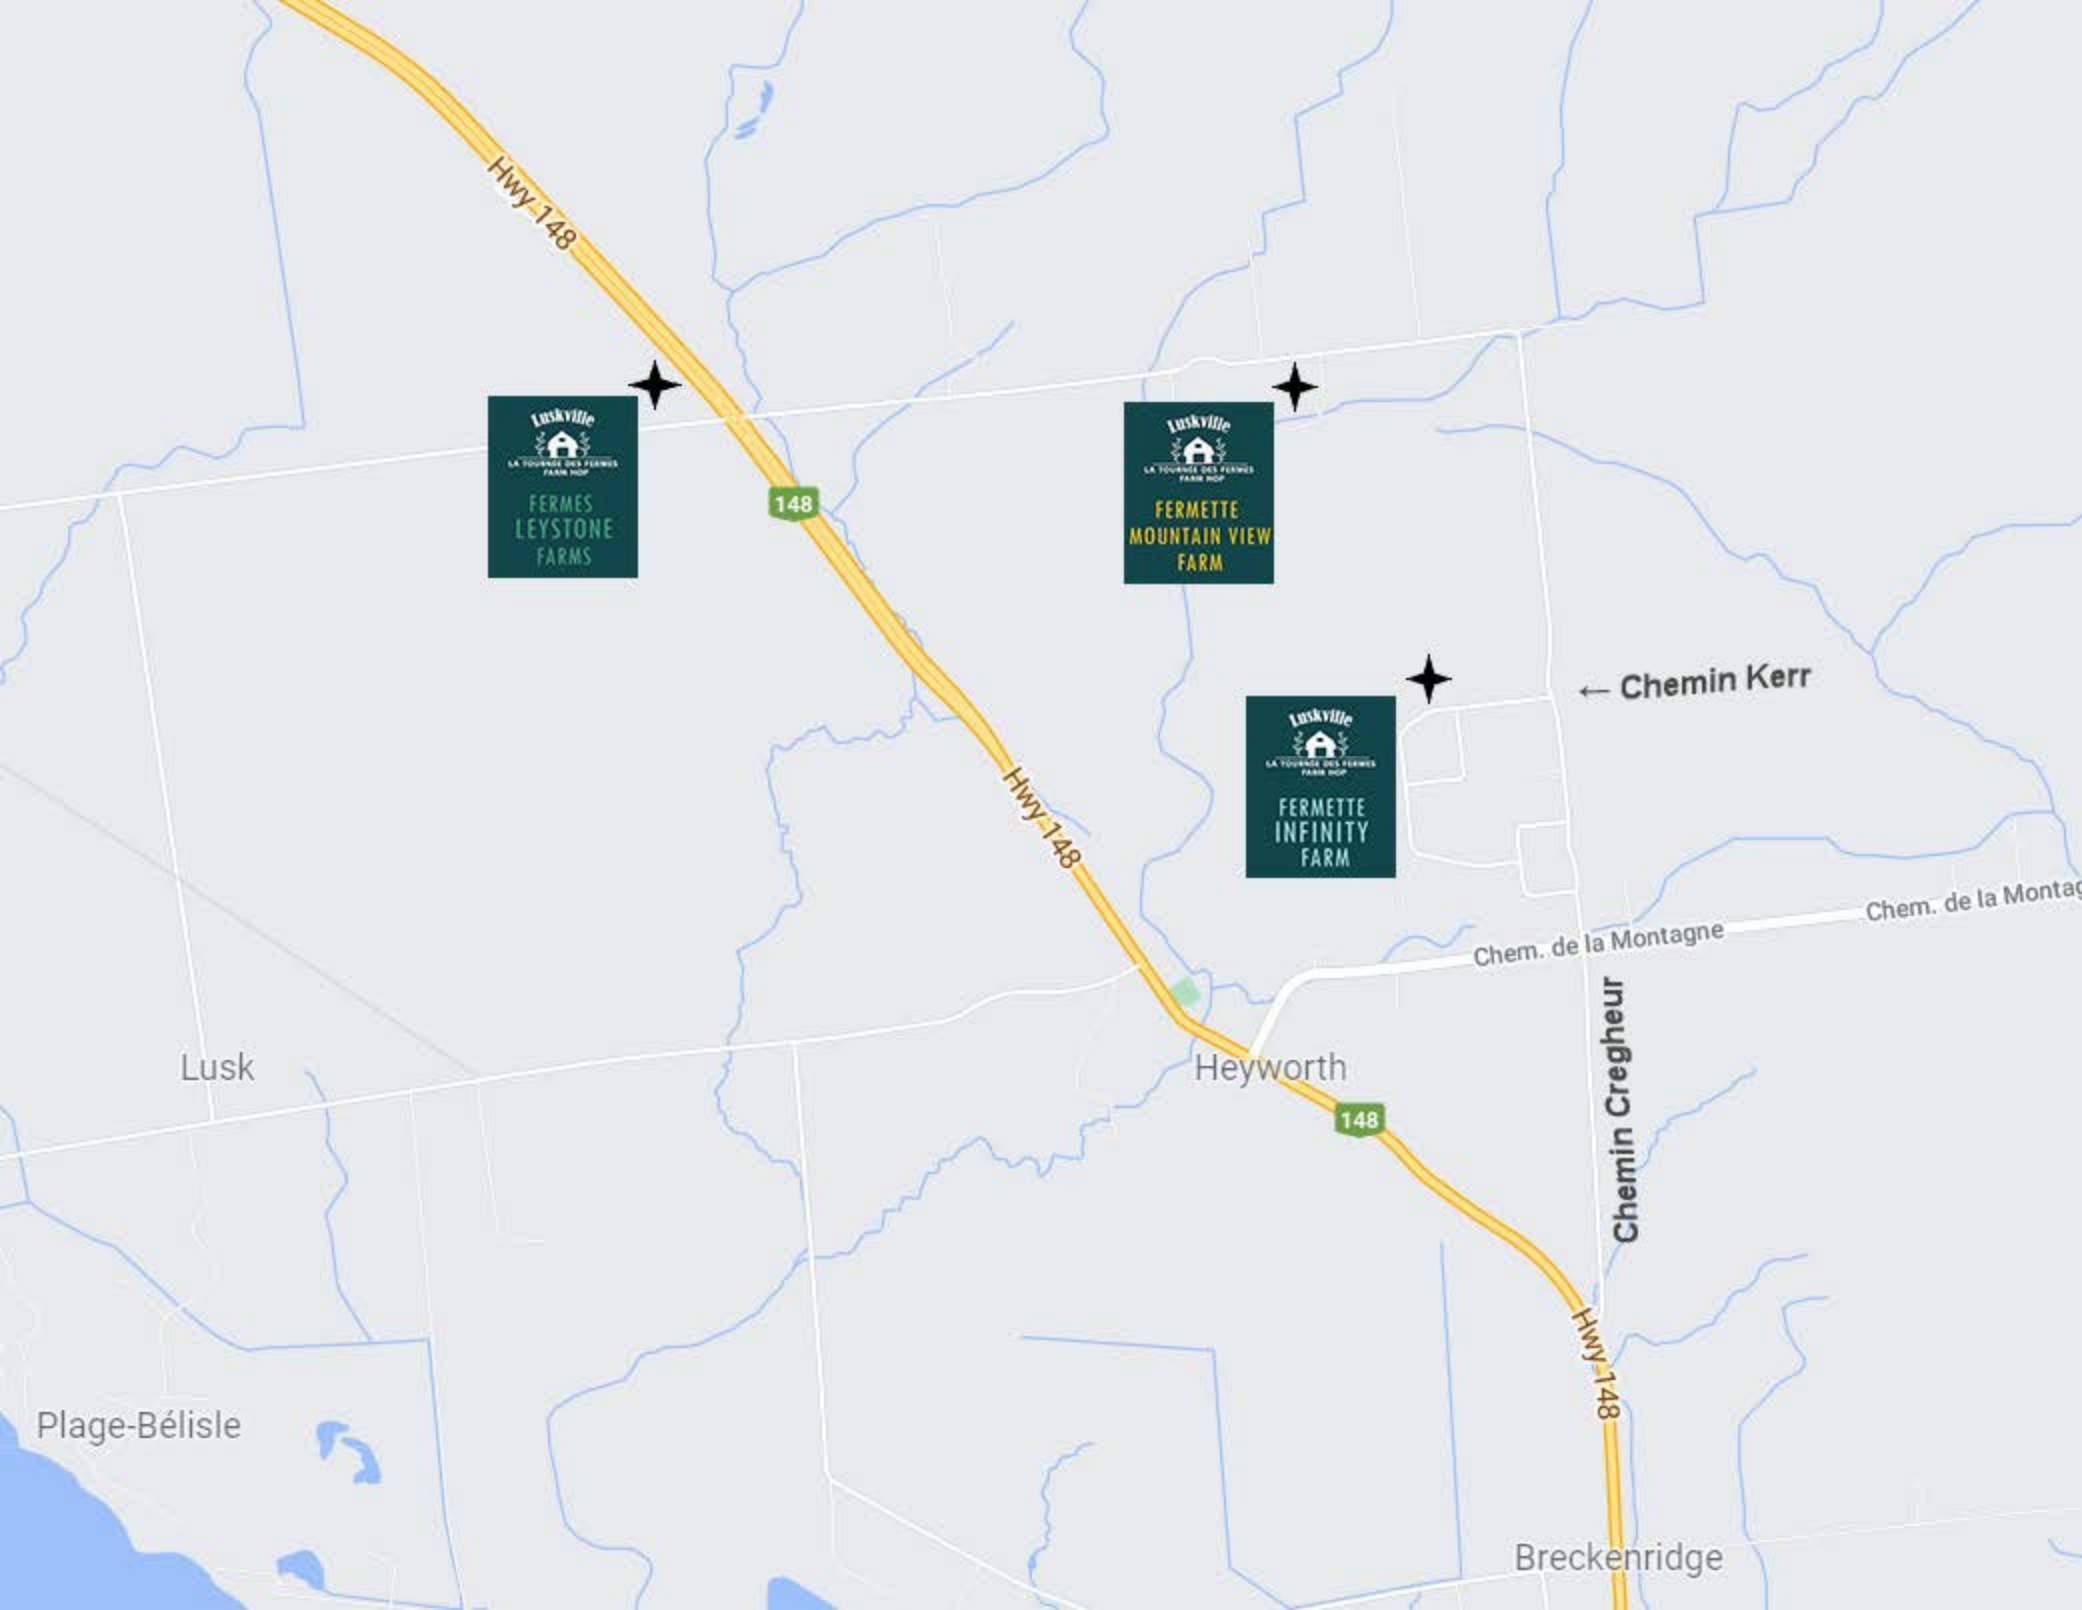 Hwy 148
Luskville
LA TOURNÉE DES FERMES
FARM HOP
FERMES
LEYSTONE
FARMS
148
Luskville
LA TOURNÉE DES FERMES
FARM HOP
FERMETTE
MOUNTAIN VIEW
FARM
← Chemin Kerr
Luskville
LA TOURNÉE DES FERMES
FARM HOP
FERMETTE
INFINITY
FARM
Hwy 148
Chem. de la Montagne
Chem. de la Montag
Chemin Cregheur
Lusk
Heyworth
148
Hwy 148
Plage-Bélisle
Breckenridge